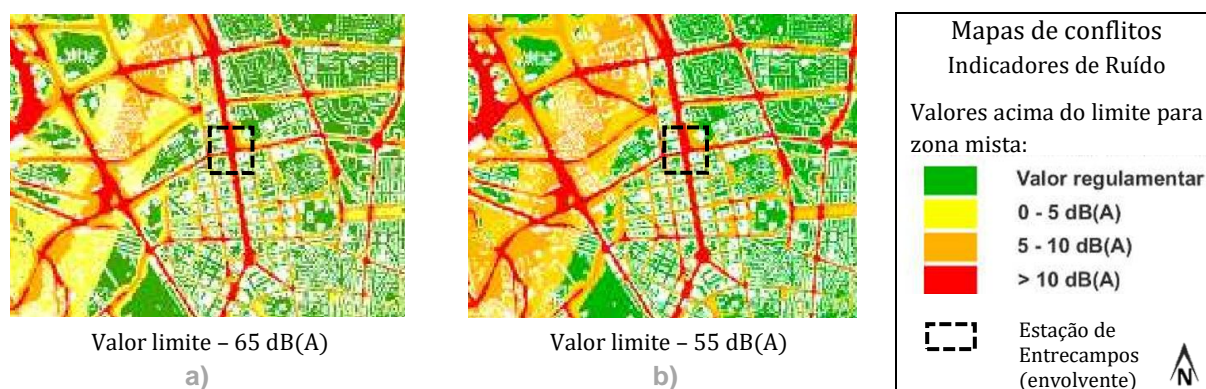 Valor limite – 65 dB(A)
a)
Valor limite – 55 dB(A)
b)
Mapas de conflitos
Indicadores de Ruído
Valores acima do limite para
zona mista:
Valor regulamentar
0 - 5 dB(A)
5 - 10 dB(A)
> 10 dB(A)
Estação de
Entrecampos
(envolvente)
N